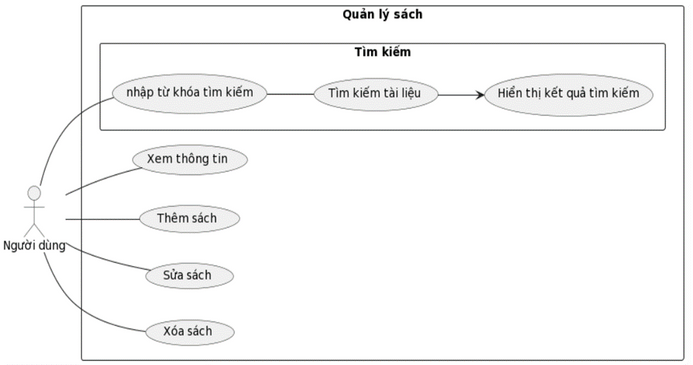 Quản lý sách
Tìm kiếm
nhập từ khóa tìm kiếm
Tìm kiếm tài liệu
Hiển thị kết quả tìm kiếm
Xem thông tin
Thêm sách
Người dùng
Sửa sách
Xóa sách